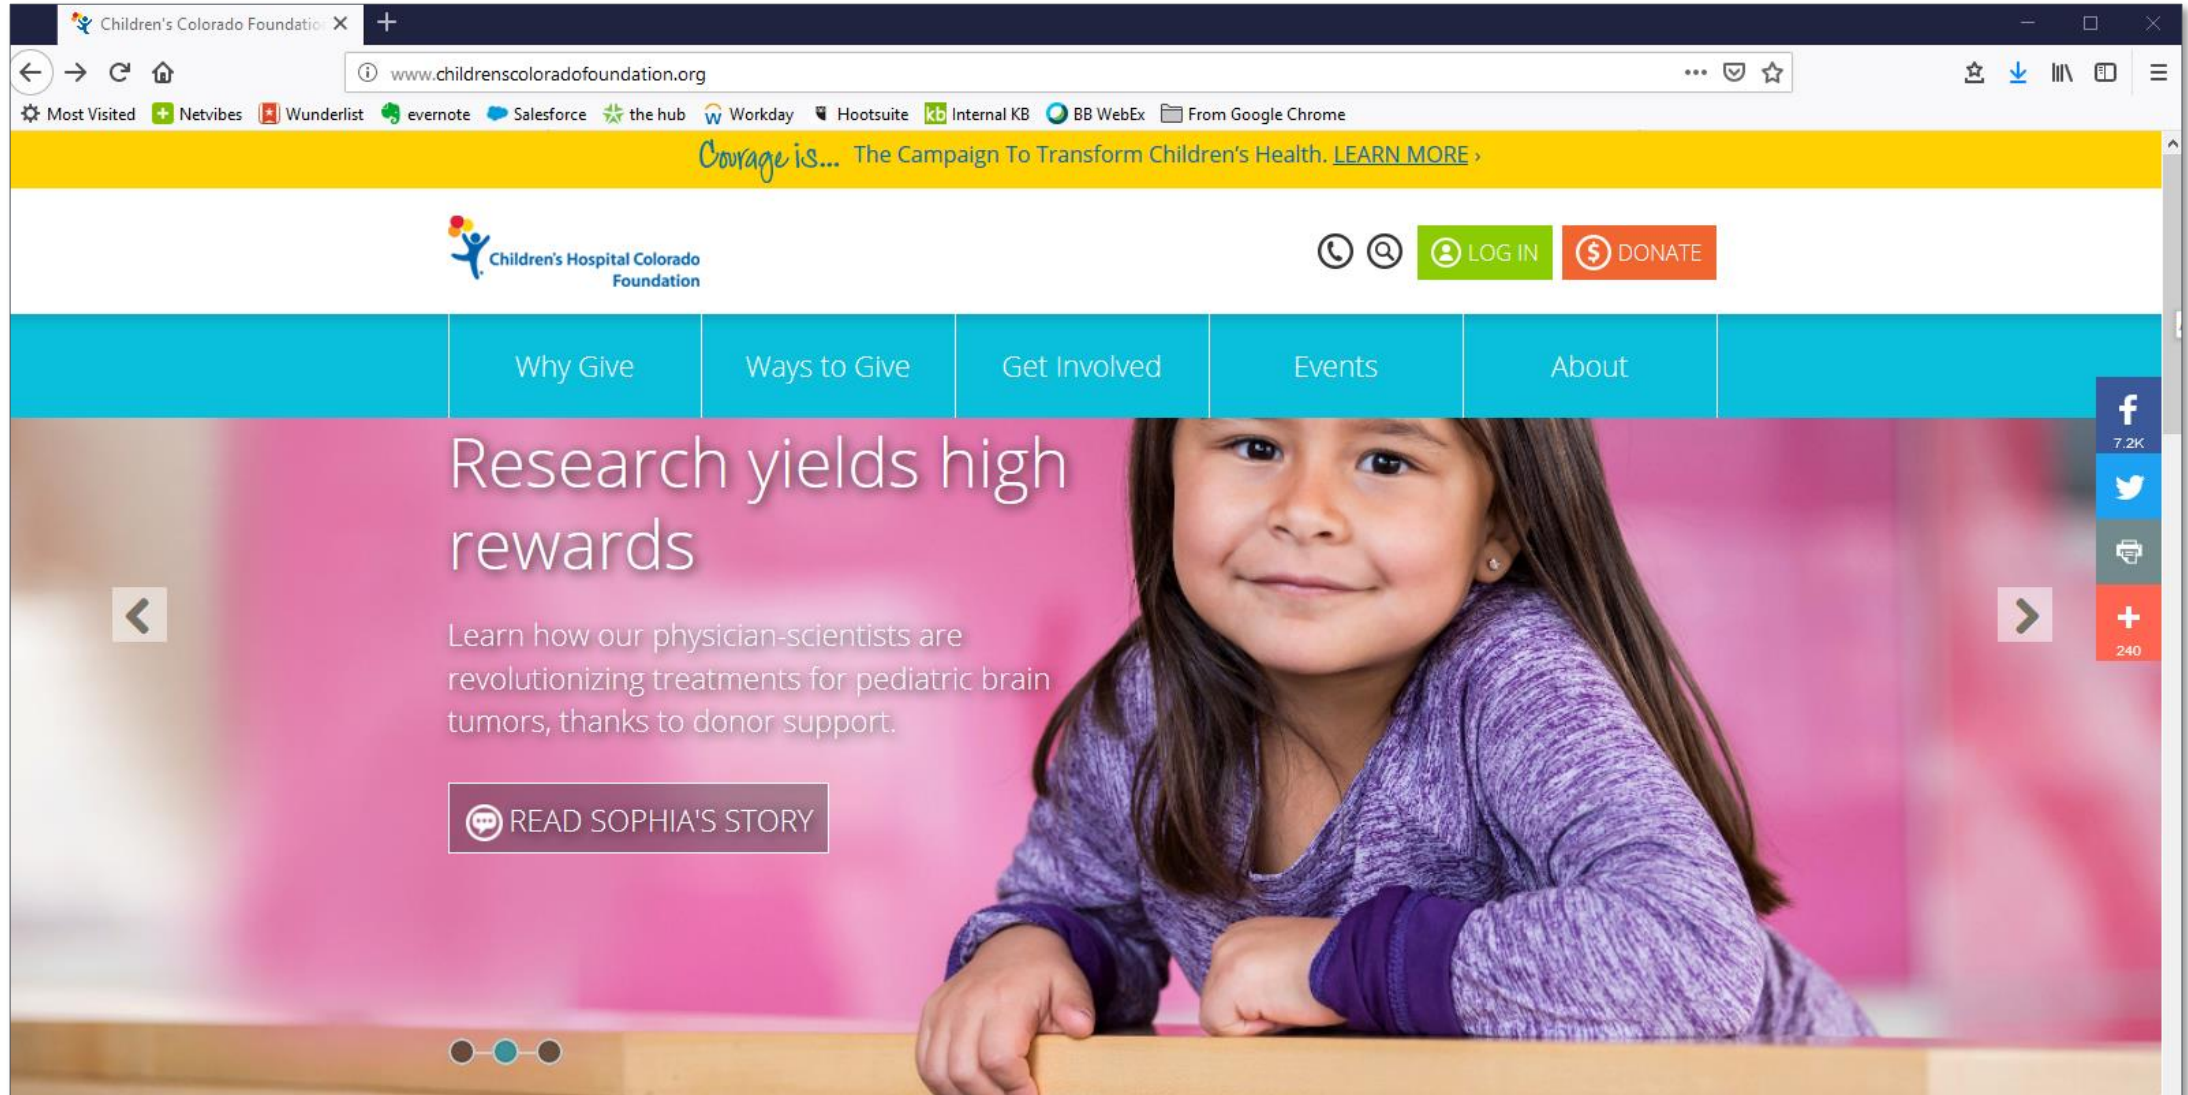 Children's Colorado Foundatio
www.childrenscoloradofoundation.org
Most Visited Netvibes Wunderlist evernote Salesforce the hub Workday Hootsuite kb Internal KB BB WebEx From Google Chrome
Courage is... The Campaign To Transform Children's Health. LEARN MORE ›
Children's Hospital Colorado
Foundation
LOG IN $ DONATE
Why Give Ways to Give Get Involved Events About
f
7.2K
Research yields high
rewards
Learn how our physician-scientists are
revolutionizing treatments for pediatric brain
tumors, thanks to donor support.
+
240
READ SOPHIA'S STORY